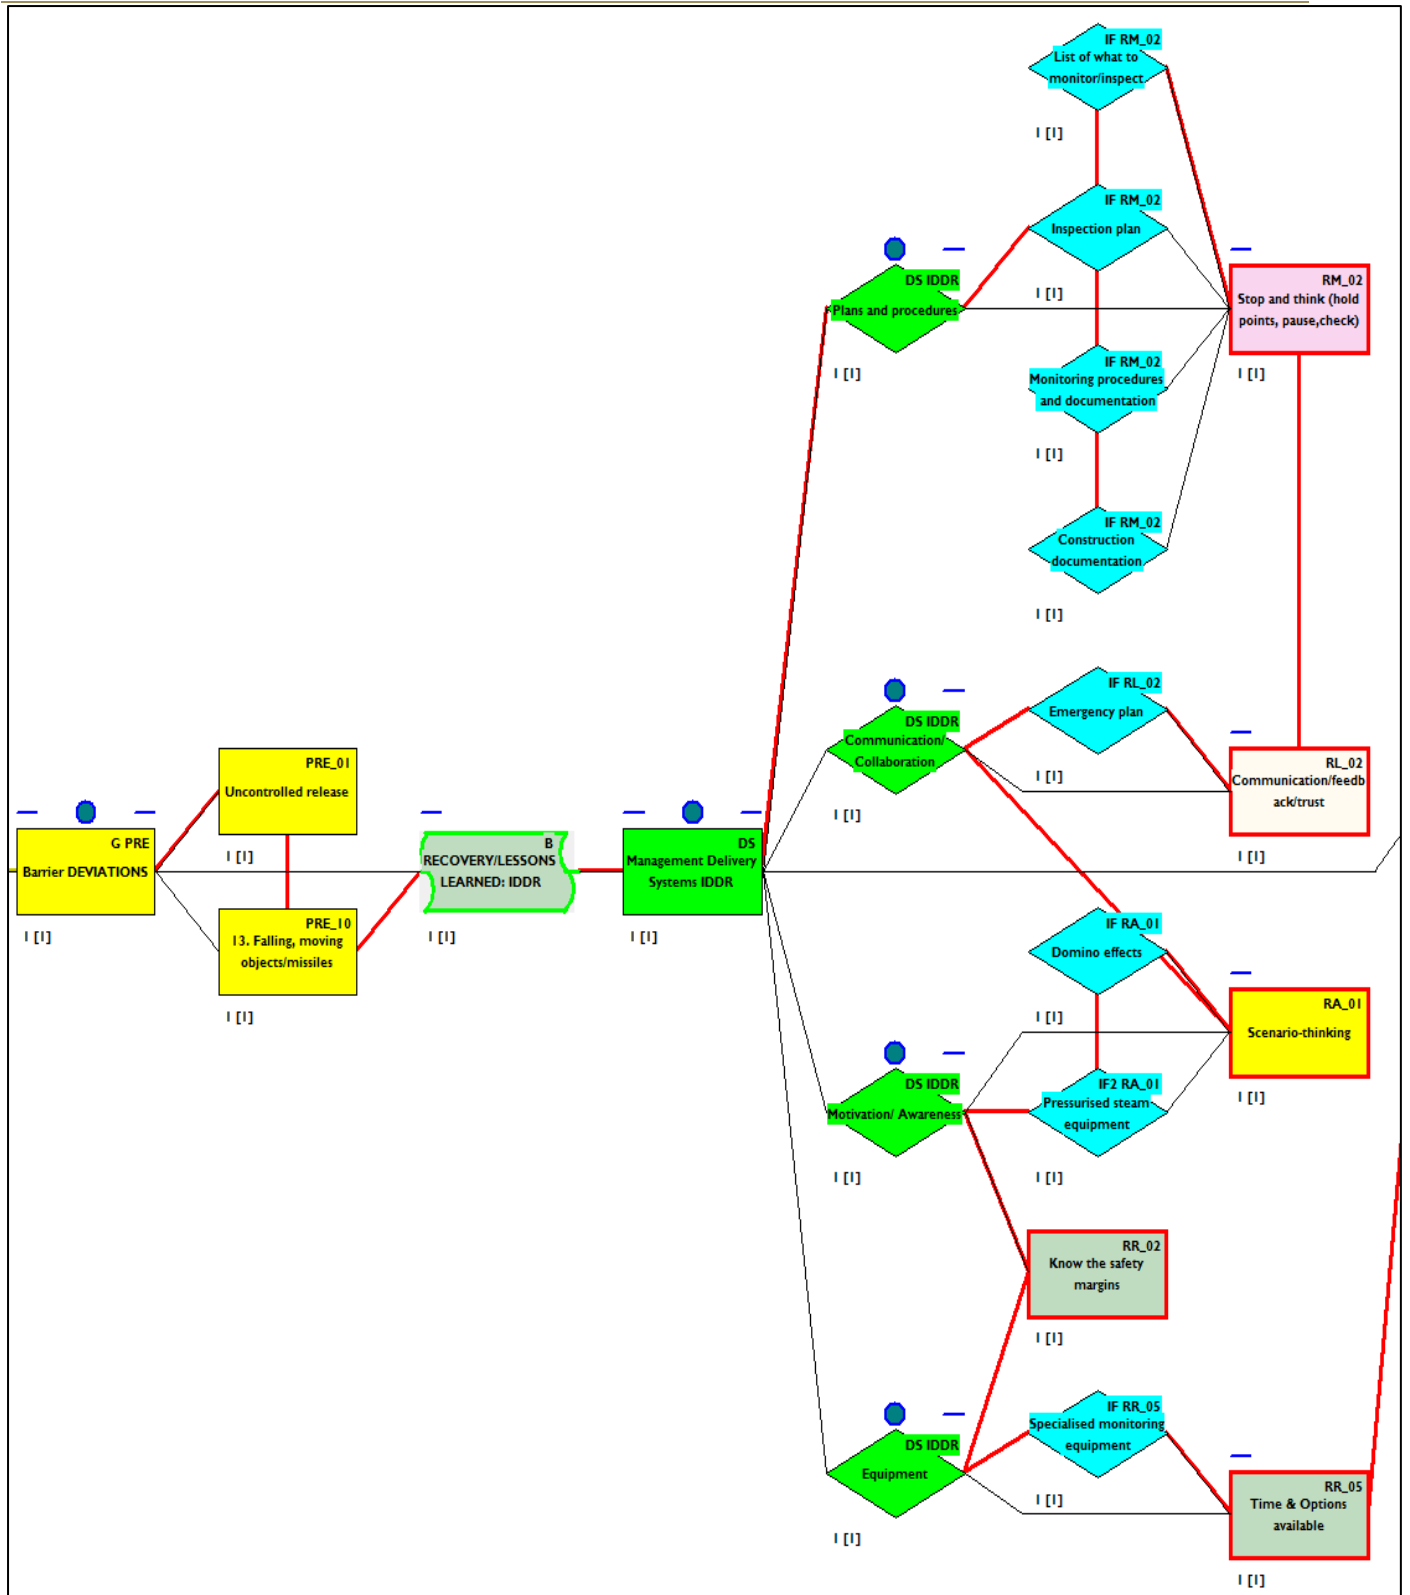 IF RM_02
List of what to
monitor/inspect
I [I]
IF RM_02
Inspection plan
I [I]
DS IDDR
Plans and procedures
I [I]
RM_02
Stop and think (hold
points, pause,check)
I [I]
IF RM_02
Monitoring procedures
and documentation
I [I]
IF RM_02
Construction
documentation
I [I]
IF RL_02
Emergency plan
I [I]
DS IDDR
Communication/
Collaboration
I [I]
RL_02
Communication/feedb
ack/trust
I [I]
PRE_01
Uncontrolled release
I [I]
G PRE
Barrier DEVIATIONS
I [I]
B
RECOVERY/LESSONS
LEARNED: IDDR
I [I]
DS
Management Delivery
Systems IDDR
I [I]
PRE_10
13. Falling, moving
objects/missiles
I [I]
IF RA_01
Domino effects
I [I]
RA_01
Scenario-thinking
I [I]
DS IDDR
Motivation/ Awareness
I [I]
IF2 RA_01
Pressurised steam
equipment
I [I]
RR_02
Know the safety
margins
I [I]
IF RR_05
Specialised monitoring
equipment
I [I]
DS IDDR
Equipment
I [I]
RR_05
Time & Options
available
I [I]